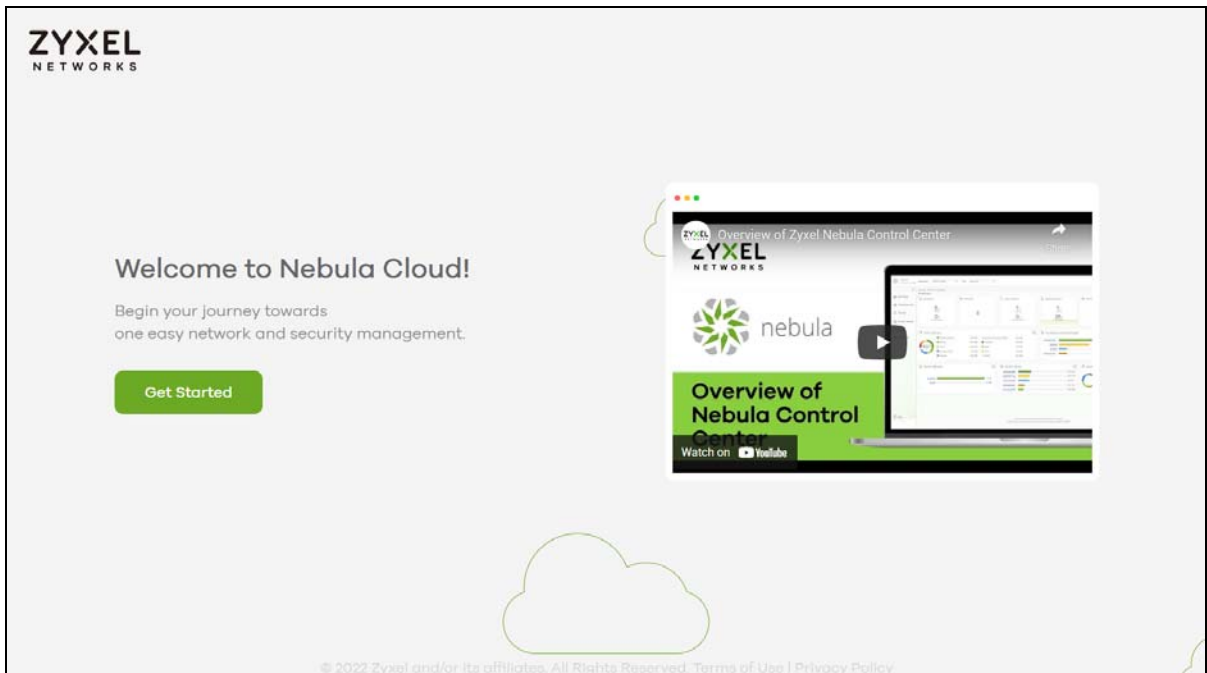 ZYXEL
NETWORKS
Welcome to Nebula Cloud!
Begin your journey towards
one easy network and security management.
Get Started
ZYXEL
Overview of Zyxel Nebula Control Center
Share
ZYXEL
NETWORKS
nebula
Overview of
Nebula Control
Center
Watch on YouTube
© 2022 Zyxel and/or its affiliates. All Rights Reserved. Terms of Use | Privacy Policy